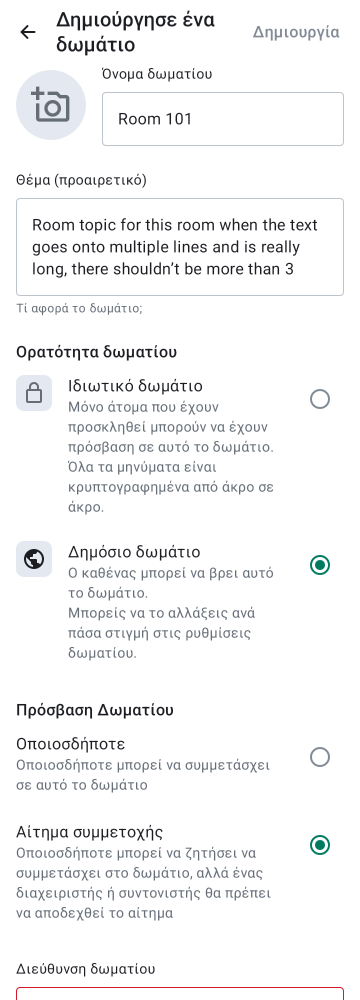 Δημιούργησε ένα
δωμάτιο
Δημιουργία
Όνομα δωματίου
Room 101
Θέμα (προαιρετικό)
Room topic for this room when the text
goes onto multiple lines and is really
long, there shouldn’t be more than 3
Τί αφορά το δωμάτιο;
Ορατότητα δωματίου
Ιδιωτικό δωμάτιο
Μόνο άτομα που έχουν
προσκληθεί μπορούν να έχουν
πρόσβαση σε αυτό το δωμάτιο.
Όλα τα μηνύματα είναι
κρυπτογραφημένα από άκρο σε
άκρο.
Δημόσιο δωμάτιο
Ο καθένας μπορεί να βρει αυτό
το δωμάτιο.
Μπορείς να το αλλάξεις ανά
πάσα στιγμή στις ρυθμίσεις
δωματίου.
Πρόσβαση Δωματίου
Οποιοσδήποτε
Οποιοσδήποτε μπορεί να συμμετάσχει
σε αυτό το δωμάτιο
Αίτημα συμμετοχής
Οποιοσδήποτε μπορεί να ζητήσει να
συμμετάσχει στο δωμάτιο, αλλά ένας
διαχειριστής ή συντονιστής θα πρέπει
να αποδεχθεί το αίτημα
Διεύθυνση δωματίου